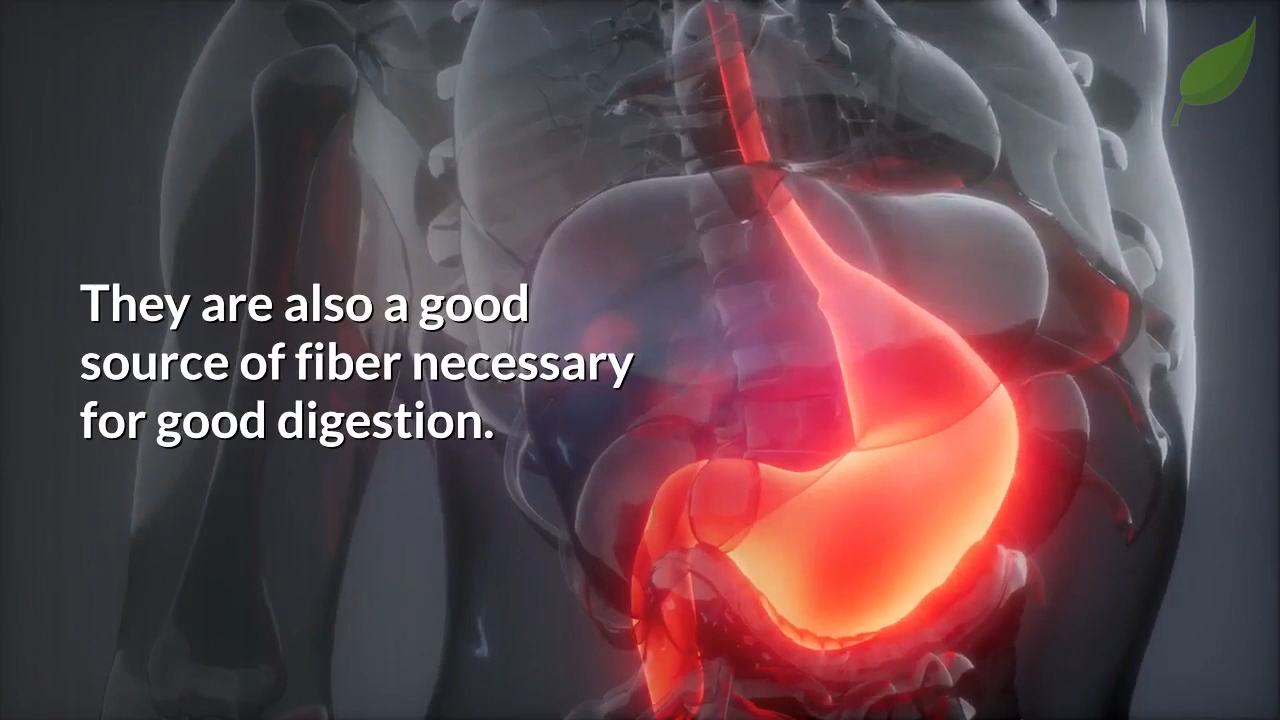 They are also a good
source of fiber necessary
for good digestion.